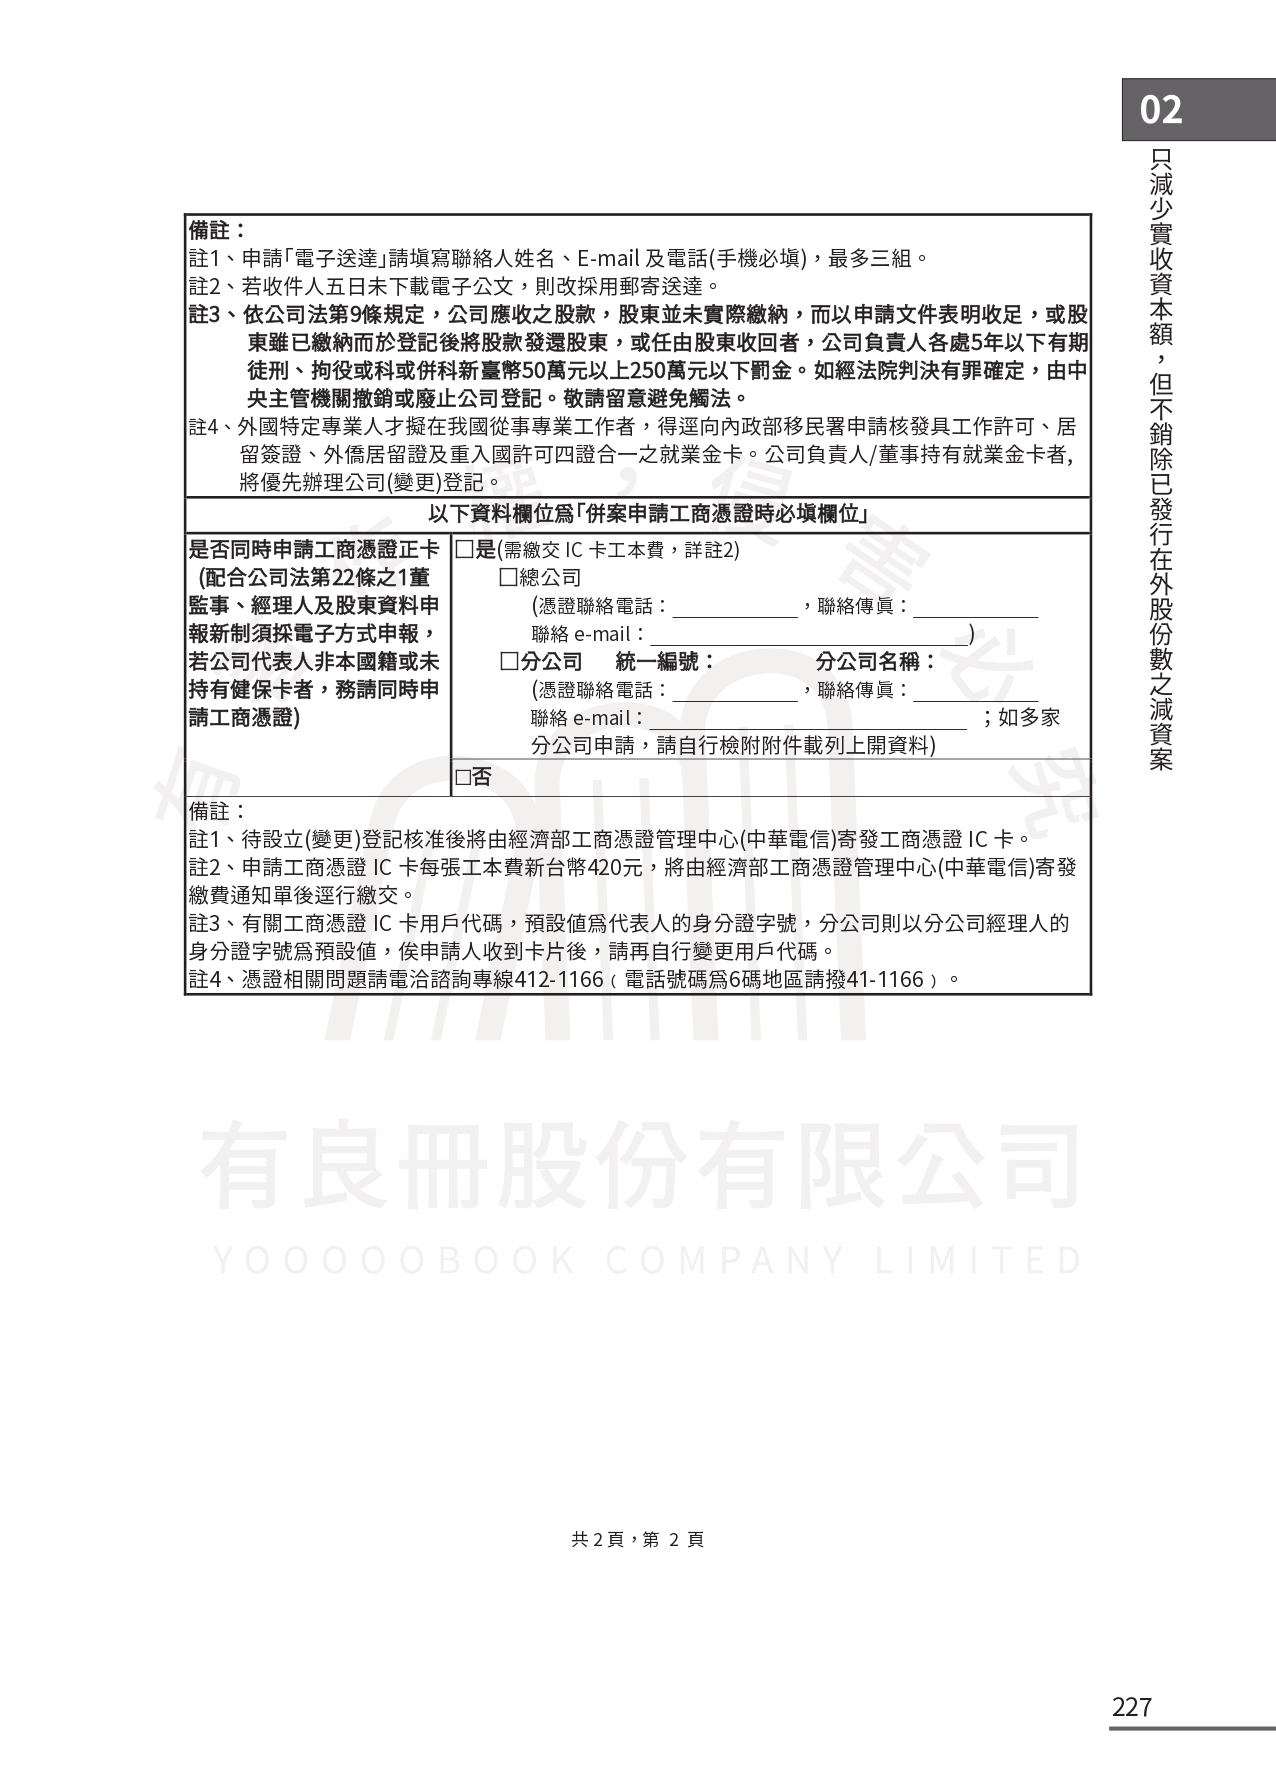 02
只減少實收資本額，但不銷除已發行在外股份數之減資案
備註：
註1、申請｢電子送達｣請填寫聯絡人姓名、E-mail 及電話(手機必填)，最多三組。
註2、若收件人五日未下載電子公文，則改採用郵寄送達。
註3、依公司法第9條規定，公司應收之股款，股東並未實際繳納，而以申請文件表明收足，或股
東雖已繳納而於登記後將股款發還股東，或任由股東收回者，公司負責人各處5年以下有期
徒刑、拘役或科或併科新臺幣50萬元以上250萬元以下罰金。如經法院判決有罪確定，由中
央主管機關撤銷或廢止公司登記。敬請留意避免觸法。
註4、外國特定專業人才擬在我國從事專業工作者，得逕向內政部移民署申請核發具工作許可、居
留簽證、外僑居留證及重入國許可四證合一之就業金卡。公司負責人/董事持有就業金卡者,
將優先辦理公司(變更)登記。
以下資料欄位爲｢併案申請工商憑證時必填欄位｣
是否同時申請工商憑證正卡
(配合公司法第22條之1董
監事、經理人及股東資料申
報新制須採電子方式申報，
若公司代表人非本國籍或未
持有健保卡者，務請同時申
請工商憑證)
□是(需繳交 IC 卡工本費，詳註2)
□總公司
(憑證聯絡電話：____________，聯絡傳眞：____________
聯絡 e-mail：______________________________)
□分公司 統一編號： 分公司名稱：
(憑證聯絡電話：____________，聯絡傳眞：____________
聯絡 e-mail：______________________________ ；如多家
分公司申請，請自行檢附附件載列上開資料)
□否
備註：
註1、待設立(變更)登記核准後將由經濟部工商憑證管理中心(中華電信)寄發工商憑證 IC 卡。
註2、申請工商憑證 IC 卡每張工本費新台幣420元，將由經濟部工商憑證管理中心(中華電信)寄發
繳費通知單後逕行繳交。
註3、有關工商憑證 IC 卡用戶代碼，預設值爲代表人的身分證字號，分公司則以分公司經理人的
身分證字號爲預設值，俟申請人收到卡片後，請再自行變更用戶代碼。
註4、憑證相關問題請電洽諮詢專線412-1166﹙電話號碼爲6碼地區請撥41-1166﹚。
有著作權，侵害必究
有良冊股份有限公司
YOOOOOBOOK COMPANY LIMITED
共 2 頁，第 2 頁
227